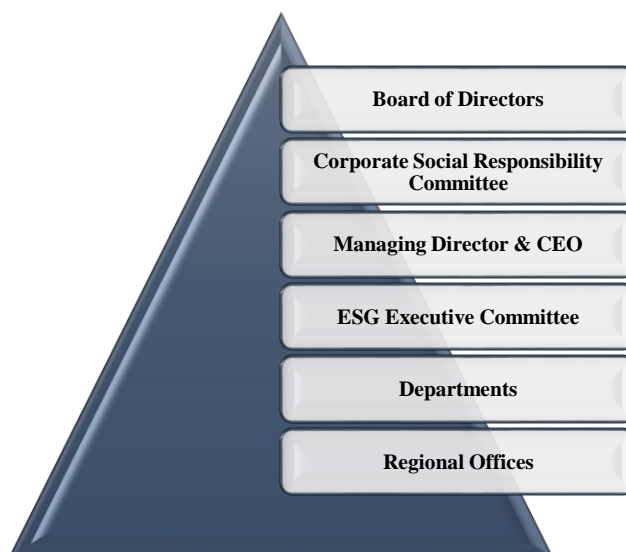 Board of Directors
Corporate Social Responsibility
Committee
Managing Director & CEO
ESG Executive Committee
Departments
Regional Offices